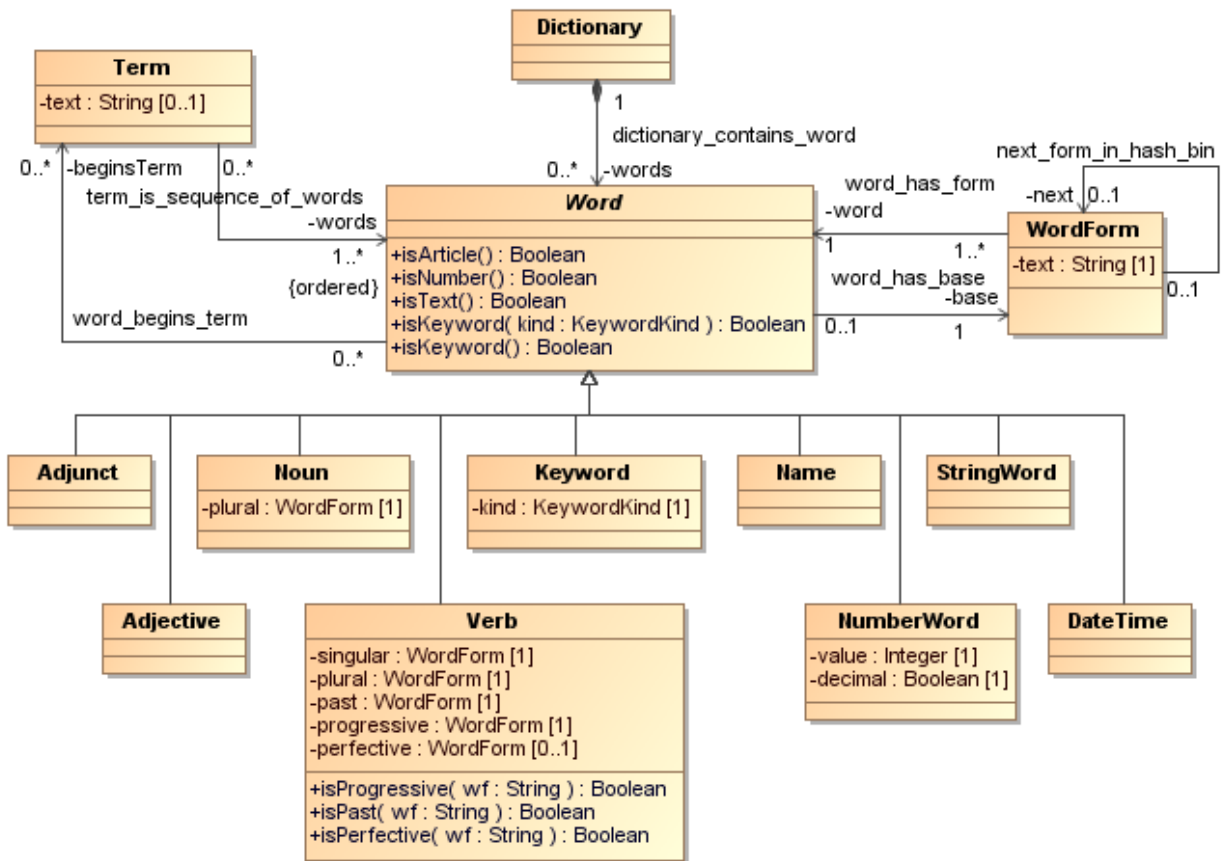 Dictionary
1
dictionary_contains_word
0..*
-words
Term
-text : String [0..1]
0..*
-beginsTerm
0..*
term_is_sequence_of_words
-words
1..*
{ordered}
word_begins_term
0..*
Word
+isArticle() : Boolean
+isNumber() : Boolean
+isText() : Boolean
+isKeyword( kind : KeywordKind ) : Boolean
+isKeyword() : Boolean
word_has_form
-word
1
1..*
word_has_base
-base
0..1
1
next_form_in_hash_bin
-next
0..1
WordForm
-text : String [1]
0..1
Adjunct
Noun
-plural : WordForm [1]
Keyword
-kind : KeywordKind [1]
Name
StringWord
Adjective
Verb
-singular : WordForm [1]
-plural : WordForm [1]
-past : WordForm [1]
-progressive : WordForm [1]
-perfective : WordForm [0..1]
+isProgressive( wf : String ) : Boolean
+isPast( wf : String ) : Boolean
+isPerfective( wf : String ) : Boolean
NumberWord
-value : Integer [1]
-decimal : Boolean [1]
DateTime